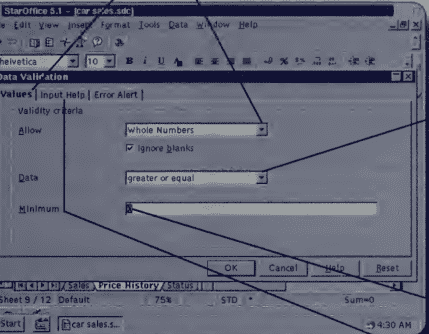 StarOffice 5.1 - [car sales.sdc]
Edit View Insert Format Tools Data Window Help
helvetica 10 B i U A
Data Validation
Values Input Help Error Alert
Validity criteria
Allow Whole Numbers
Ignore blanks
Data greater or equal
Minimum
OK Cancel Help Reset
Sales Price History Status
Sheet 9 / 12 Default 75% STD * Sum=0
Start car sales.s... 4:30 AM